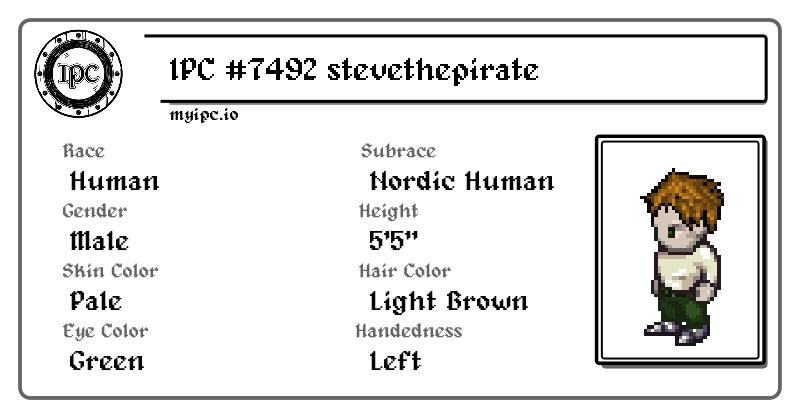 IPC
IPC #7492 stevethepirate
myipc.io
Race
Human
Subrace
Nordic Human
Gender
Male
Height
5'5"
Skin Color
Pale
Hair Color
Light Brown
Eye Color
Green
Handedness
Left